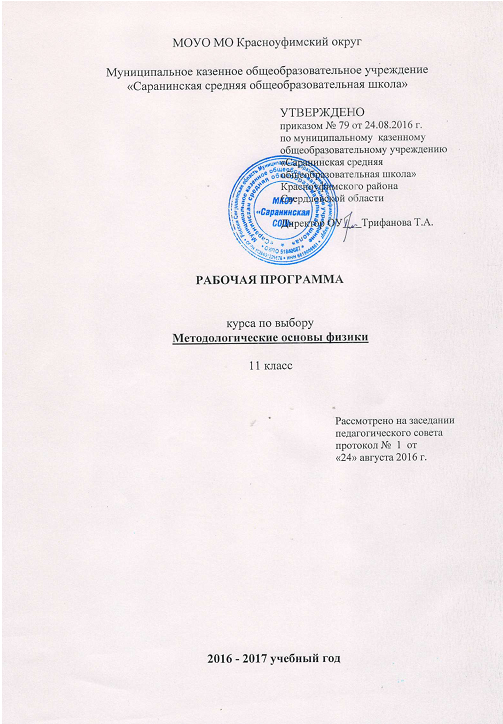 МОУО МО Красноуфимский округ
Муниципальное казенное общеобразовательное учреждение
«Саранинская средняя общеобразовательная школа»
УТВЕРЖДЕНО
приказом № 79 от 24.08.2016 г.
по муниципальному казенному
общеобразовательному учреждению
«Саранинская средняя
общеобразовательная школа»
Красноуфимского района
Свердловской области
МКОУ
«Саранинская
СОШ»
Директор ОУ Трифанова Т.А.
РАБОЧАЯ ПРОГРАММА
курса по выбору
Методологические основы физики
11 класс
Рассмотрено на заседании
педагогического совета
протокол № 1 от
«24» августа 2016 г.
2016 - 2017 учебный год